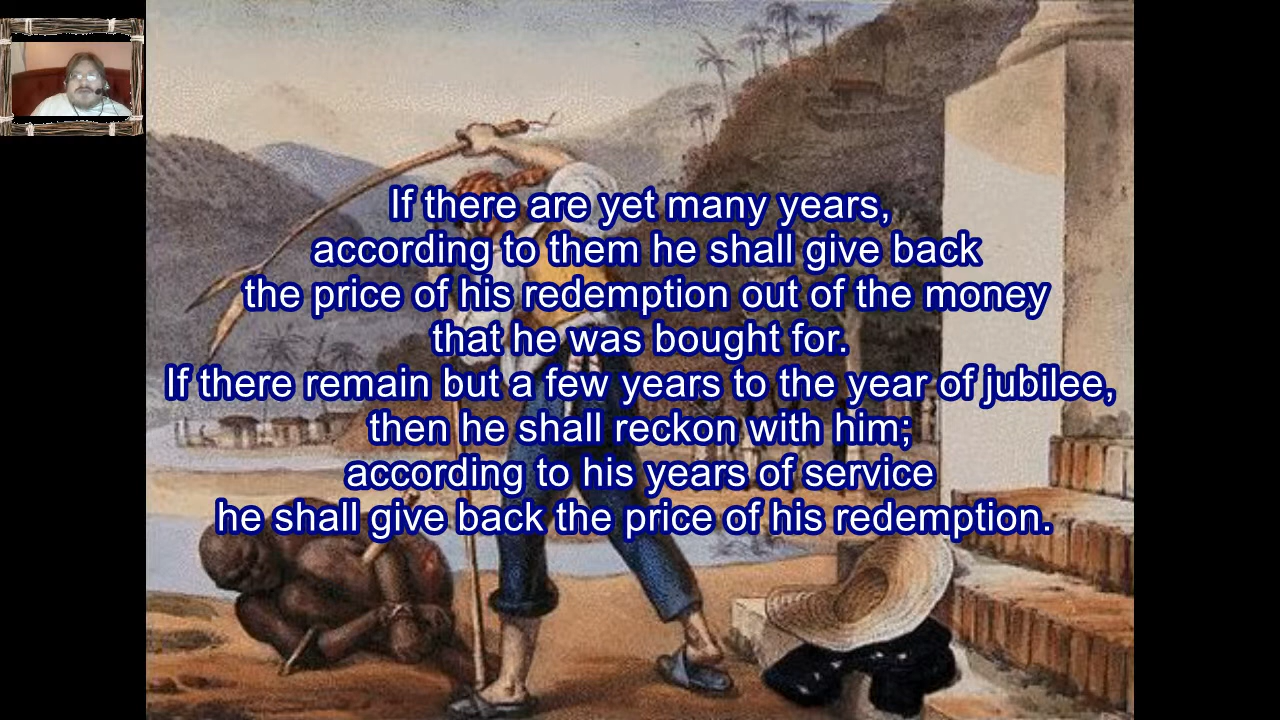 If there are yet many years,
according to them he shall give back
the price of his redemption out of the money
that he was bought for.
If there remain but a few years to the year of jubilee,
then he shall reckon with him;
according to his years of service
he shall give back the price of his redemption.